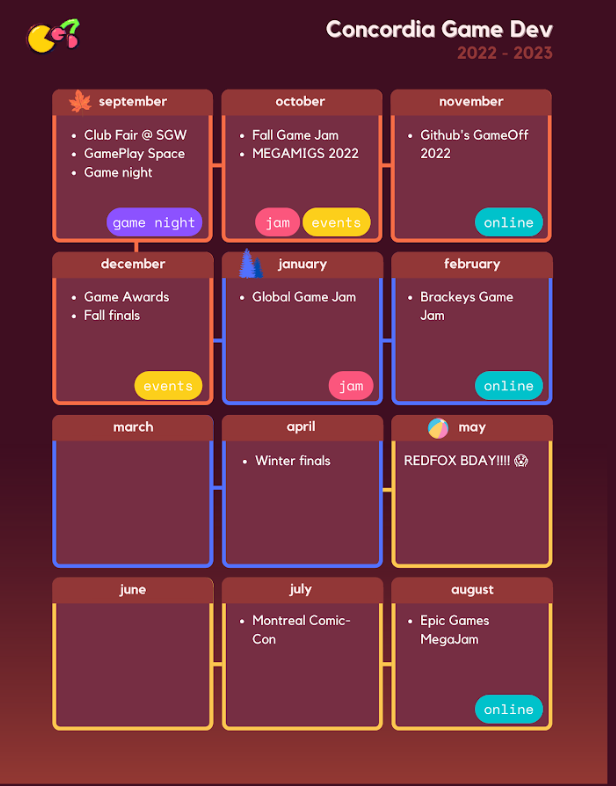 Concordia Game Dev
2022 - 2023
september
• Club Fair @ SGW
• GamePlay Space
• Game night
game night
october
• Fall Game Jam
• MEGAMIGS 2022
jam
events
november
• Github's GameOff
2022
online
december
• Game Awards
• Fall finals
events
january
• Global Game Jam
jam
february
• Brackeys Game
Jam
online
march
april
• Winter finals
may
REDFOX BDAY!!!! 😱
june
july
• Montreal Comic-
Con
august
• Epic Games
MegaJam
online